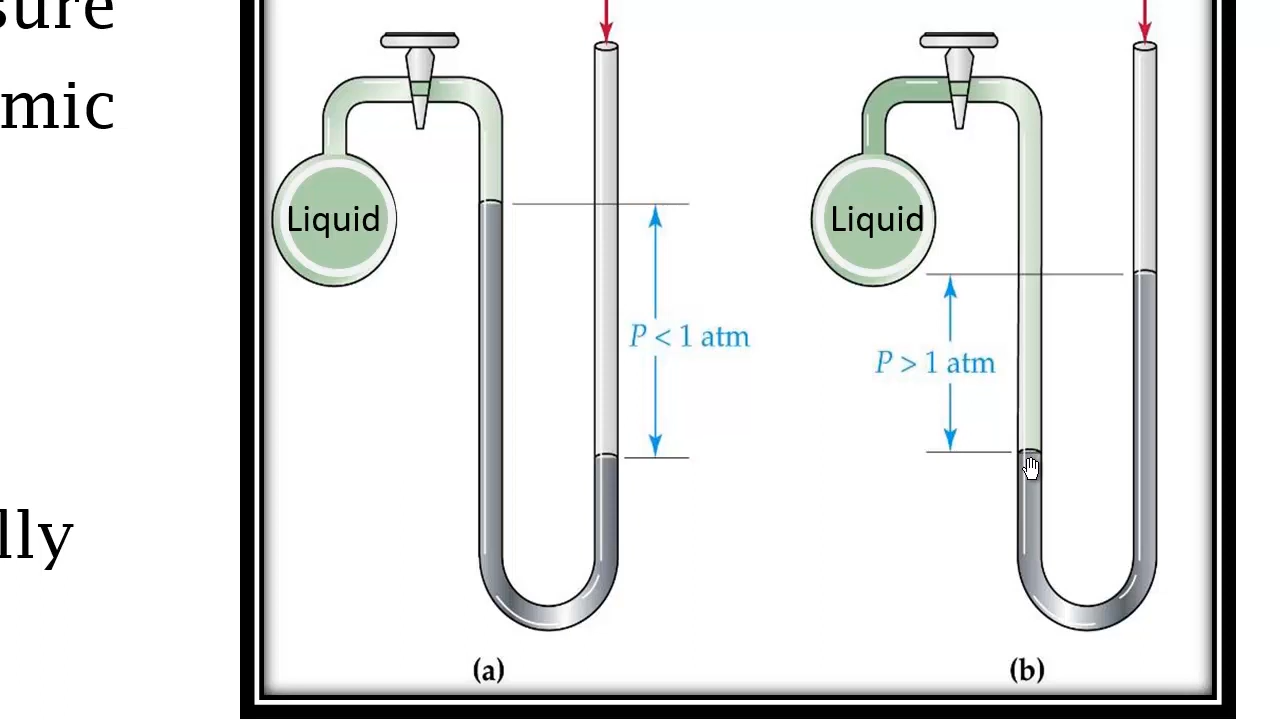 sure
mic
lly
Liquid
Liquid
P < 1 atm
P > 1 atm
(a)
(b)